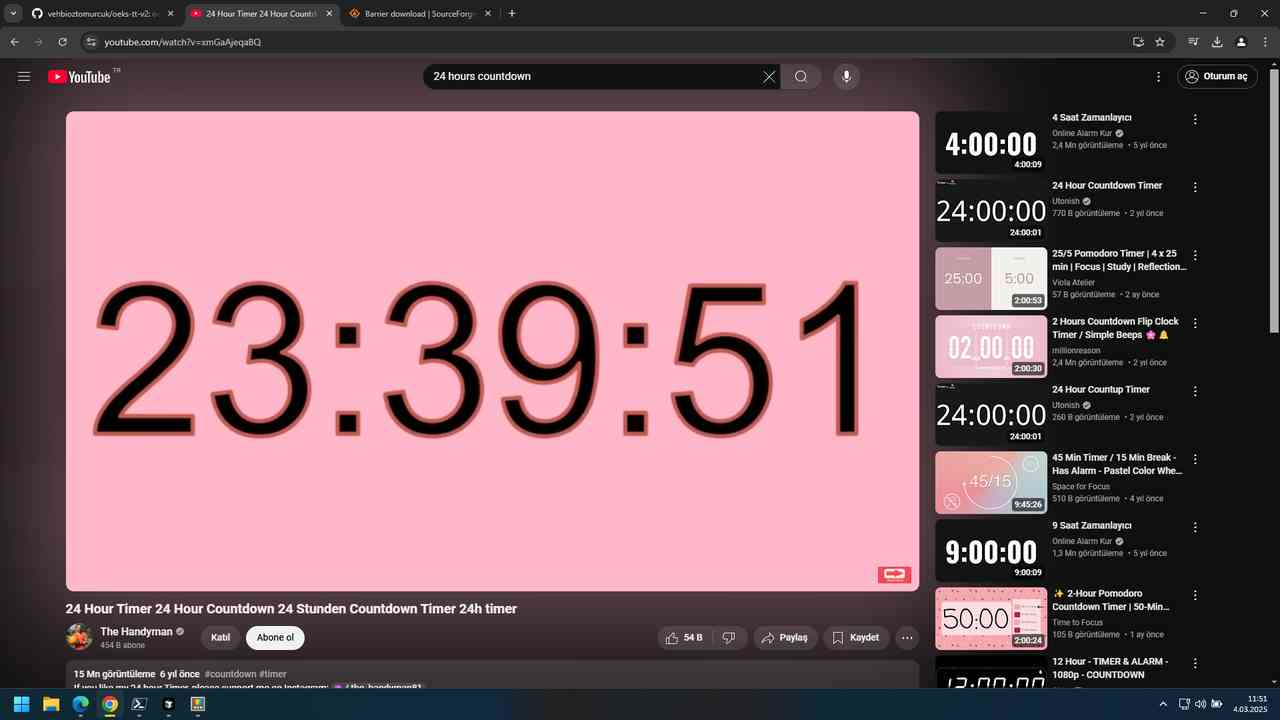 vehbioztomurcuk/oeks-tt-v2:
24 Hour Timer 24 Hour Countd
Barrier download | SourceForg
youtube.com/watch?v=xmGaAjeqaBQ
YouTube TR
24 hours countdown
Oturum aç
23:39:51
24 Hour Timer 24 Hour Countdown 24 Stunden Countdown Timer 24h timer
The Handyman
454 B abone
Katıl
Abone ol
54 B
Paylaş
Kaydet
15 Mn görüntüleme 6 yıl önce #countdown #timer
If you like my 24 hour Timer, please support me on Instagram: / the_handyman81
4:00:00
4:00:09
4 Saat Zamanlayıcı
Online Alarm Kur
2,4 Mn görüntüleme • 5 yıl önce
24:00:00
24:00:01
24 Hour Countdown Timer
Utonish
770 B görüntüleme • 2 yıl önce
25:00
5:00
2:00:53
25/5 Pomodoro Timer | 4 x 25
min | Focus | Study | Reflection...
Viola Atelier
57 B görüntüleme • 2 ay önce
COUNTDOWN
02:00:00
2:00:30
2 Hours Countdown Flip Clock
Timer / Simple Beeps 🌸 🔔
millionreason
2,4 Mn görüntüleme • 2 yıl önce
24:00:00
24:00:01
24 Hour Countup Timer
Utonish
260 B görüntüleme • 2 yıl önce
45/15
9:45:26
45 Min Timer / 15 Min Break -
Has Alarm - Pastel Color Whe...
Space for Focus
510 B görüntüleme • 4 yıl önce
9:00:00
9:00:09
9 Saat Zamanlayıcı
Online Alarm Kur
1,3 Mn görüntüleme • 5 yıl önce
50:00
2:00:24
✨ 2-Hour Pomodoro
Countdown Timer | 50-Min...
Time to Focus
105 B görüntüleme • 1 ay önce
12:00:00
12 Hour - TIMER & ALARM -
1080p - COUNTDOWN
11:51
4.03.2025